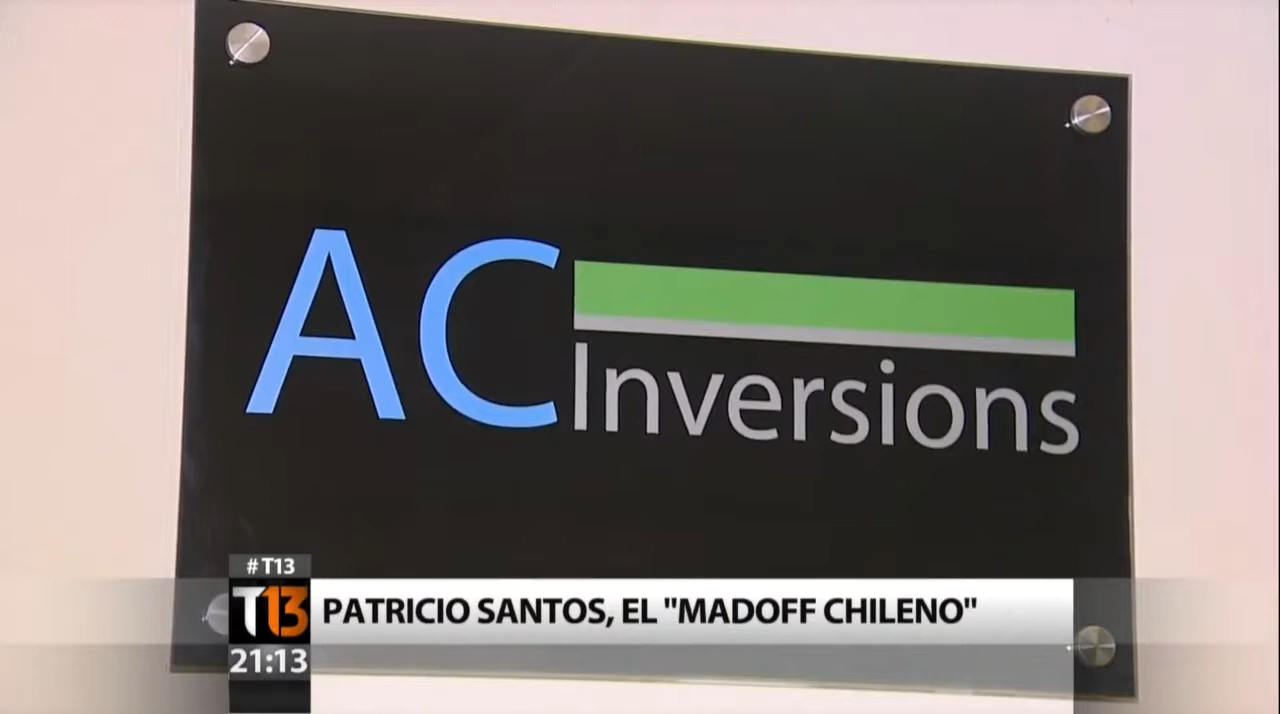 AC Inversions
#T13
T13
PATRICIO SANTOS, EL "MADOFF CHILENO"
21:13